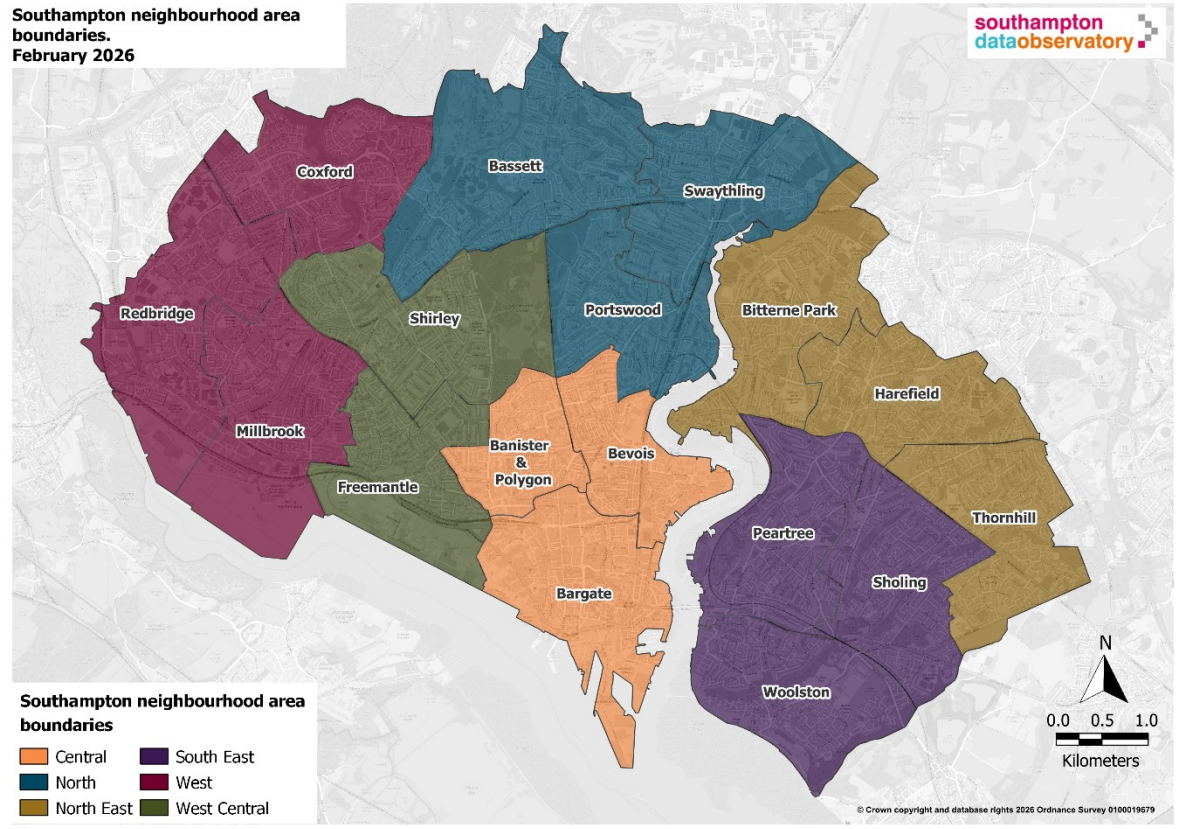 Southampton neighbourhood area
boundaries.
February 2026
southampton
dataobservatory
Coxford
Bassett
Swaythling
Redbridge
Shirley
Portswood
Bitterne Park
Harefield
Millbrook
Banister
&
Polygon
Bevois
Freemantle
Peartree
Thornhill
Sholing
Bargate
Woolston
N
0.0 0.5 1.0
Kilometers
Southampton neighbourhood area
boundaries
Central
South East
North
West
North East
West Central
© Crown copyright and database rights 2026 Ordnance Survey 0100019679